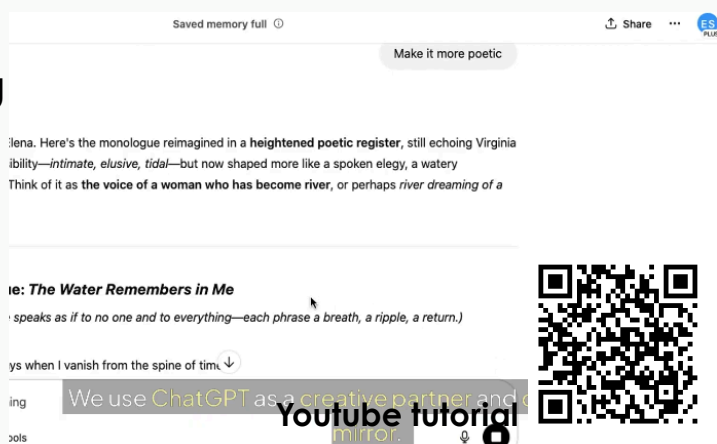 Saved memory full
Share
ES
PLUS
Make it more poetic
Elena. Here's the monologue reimagined in a heightened poetic register, still echoing Virginia
ibility—intimate, elusive, tidal—but now shaped more like a spoken elegy, a watery
Think of it as the voice of a woman who has become river, or perhaps river dreaming of a
ue: The Water Remembers in Me
speaks as if to no one and to everything—each phrase a breath, a ripple, a return.)
ys when I vanish from the spine of time
ing
We use ChatGPT as a creative partner and
Youtube tutorial
ools
mirror.